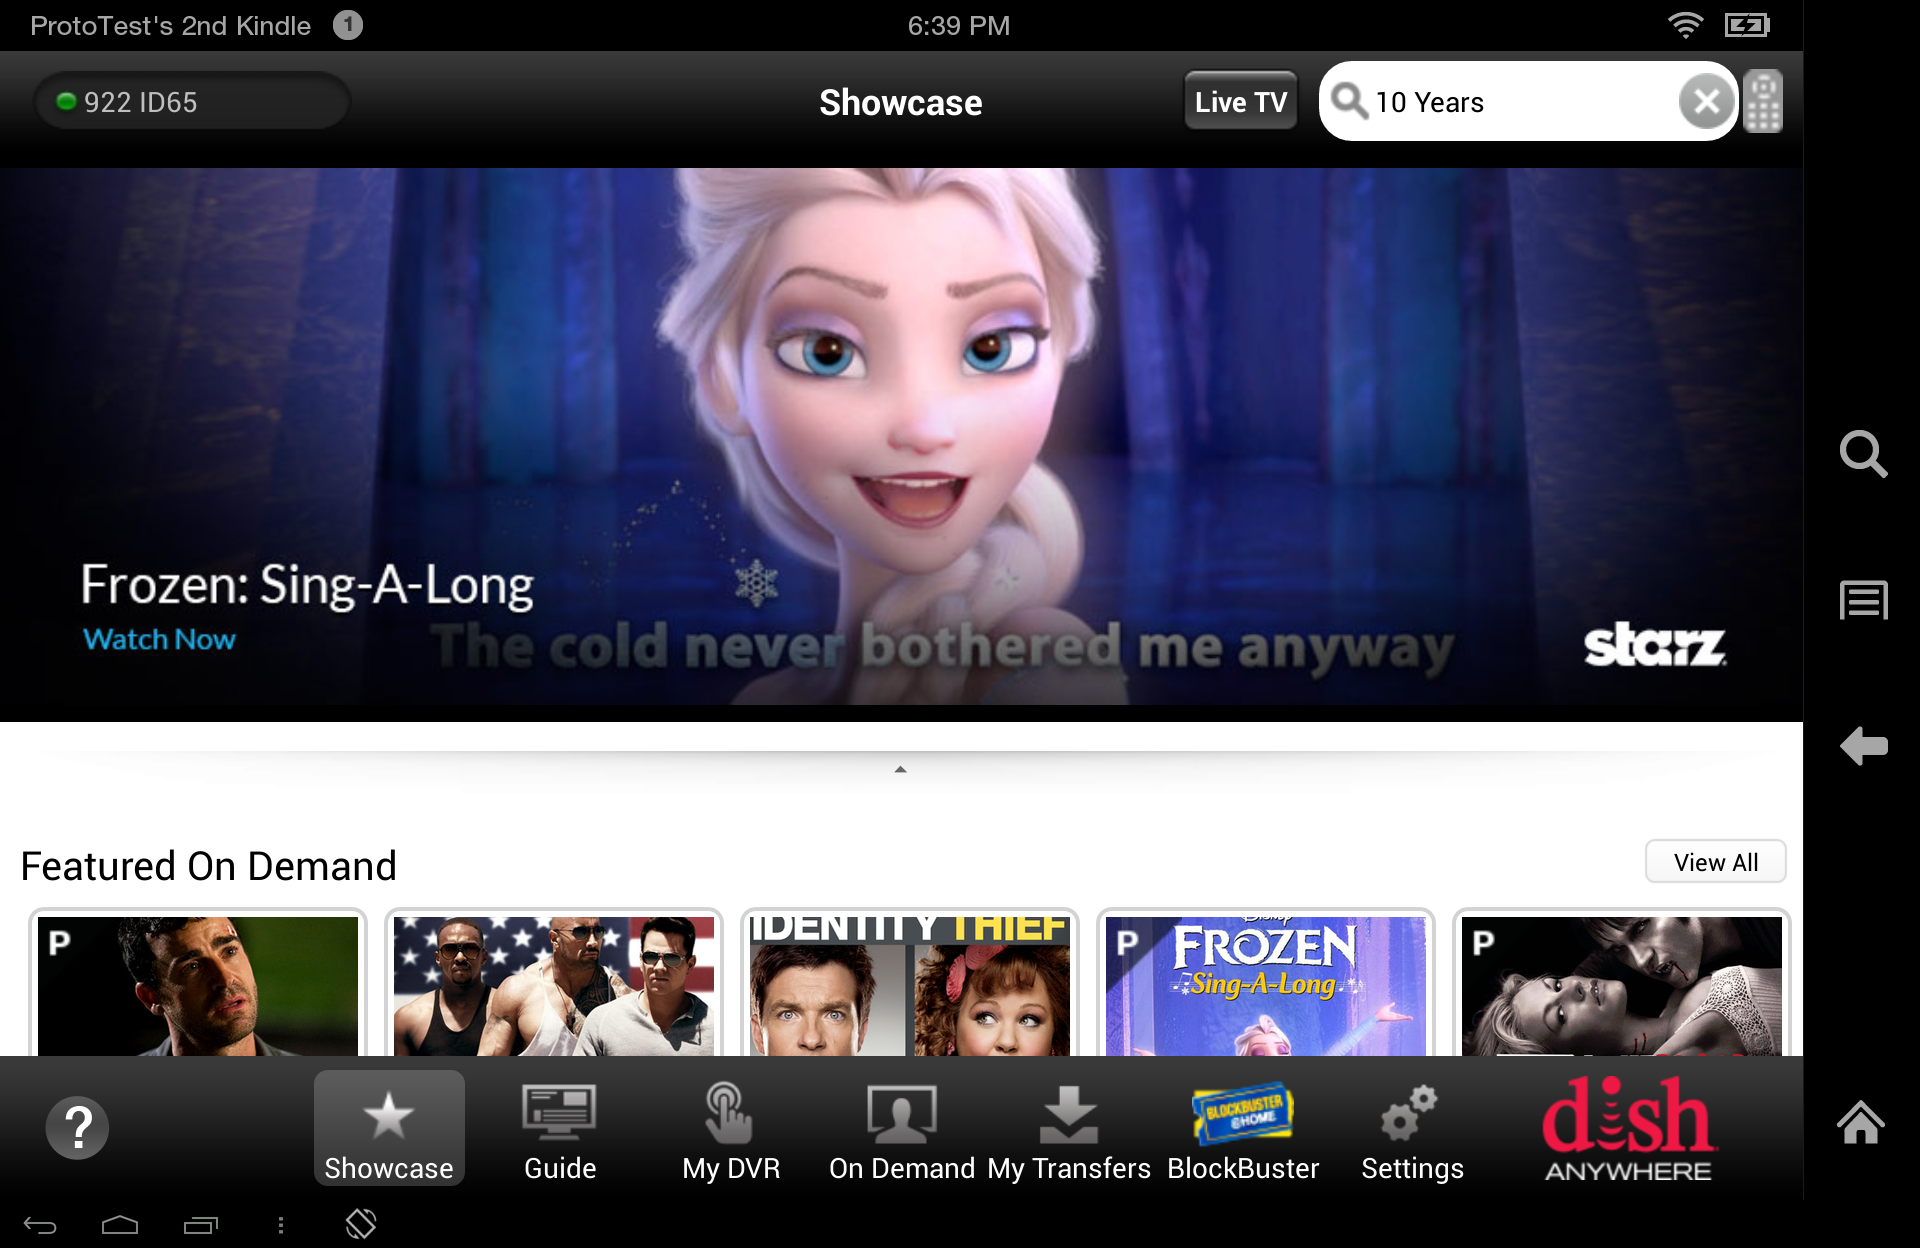 ProtoTest's 2nd Kindle 1
6:39 PM
922 ID65
Showcase
Live TV
10 Years
Frozen: Sing-A-Long
Watch Now
The cold never bothered me anyway
starz
Featured On Demand
View All
P
IDENTITY THIEF
P
Disney
FROZEN
Sing-A-Long
P
?
Showcase
Guide
My DVR
On Demand
My Transfers
BLOCKBUSTER
@HOME
BlockBuster
Settings
dish
ANYWHERE